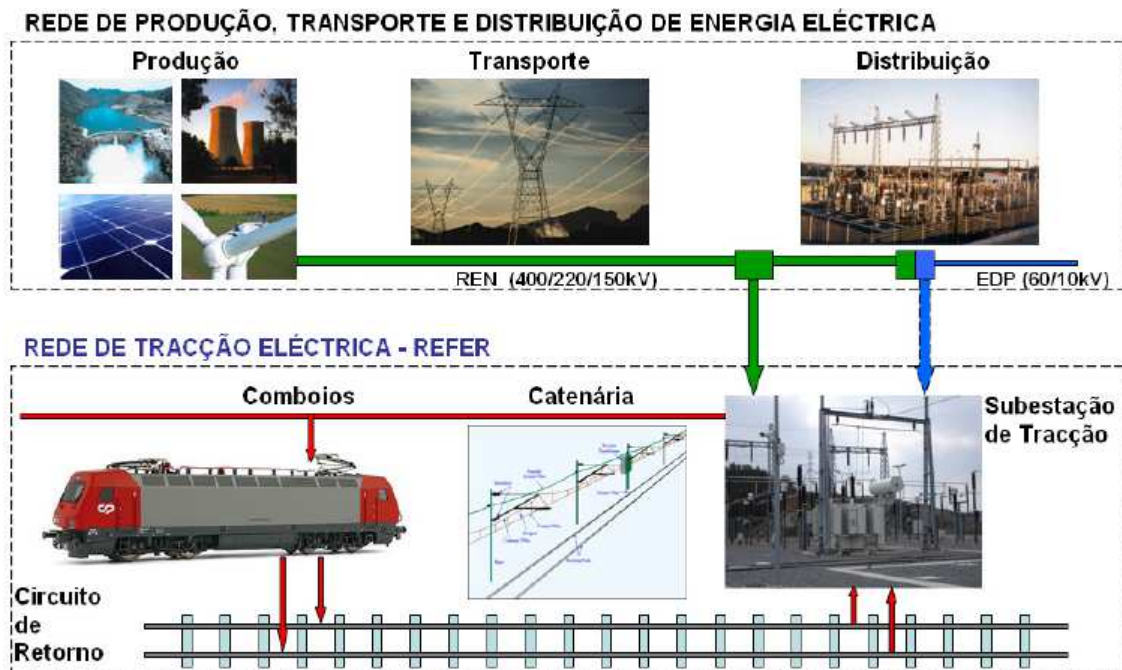 REDE DE PRODUÇÃO, TRANSPORTE E DISTRIBUIÇÃO DE ENERGIA ELÉCTRICA
Produção
Transporte
Distribuição
REN (400/220/150kV)
EDP (60/10kV)
REDE DE TRACÇÃO ELÉCTRICA - REFER
Comboios
Catenária
Subestação
de Tracção
Circuito
de
Retorno